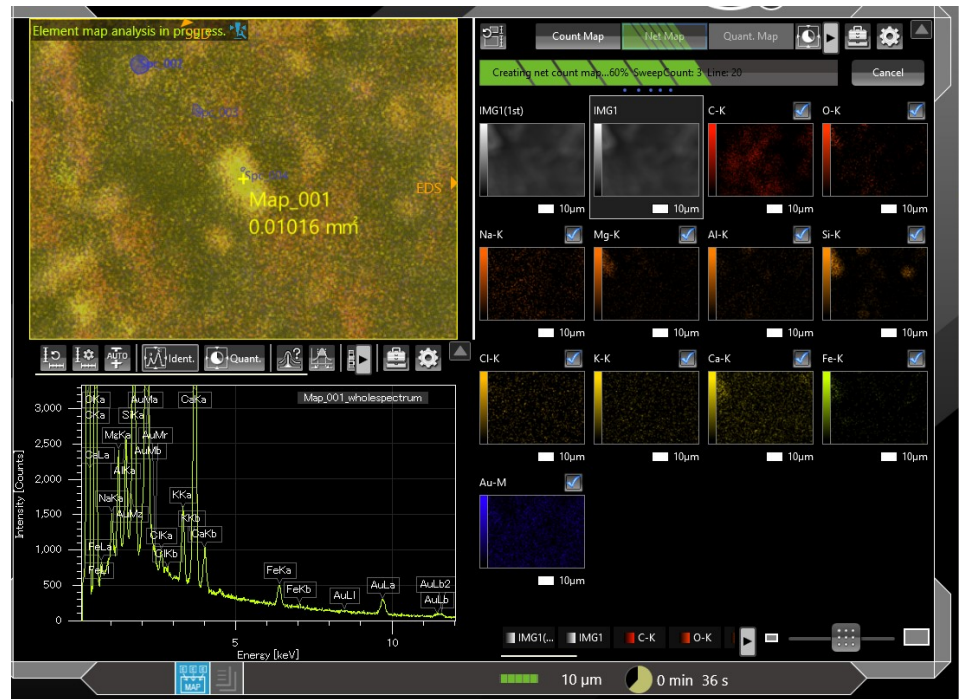 Element map analysis in progress.
Spc_002
Spc_003
Map_001
0.01016 mm²
EDS
Count Map
Net Map
Quant. Map
Creating net count map...60% SweepCount: 3 Line: 20
Cancel
IMG1(1st)
IMG1
C-K
O-K
10μm
10μm
10μm
10μm
Na-K
Mg-K
Al-K
Si-K
10μm
10μm
10μm
10μm
Cl-K
K-K
Ca-K
Fe-K
10μm
10μm
10μm
10μm
Au-M
10μm
AUTO
Ident.
Quant.
Map_001_wholespectrum
Intensity [Counts]
3,000
2,500
2,000
1,500
1,000
500
0
OKa
AuMa
CaKa
CKa
SiKa
MgKa
AuMr
AuMb
CaLa
AlKa
NaKa
KKa
AuMz
KKb
ClKa
CaKb
FeLa
ClKb
FeKa
FeKb
AuLl
AuLa
AuLb2
AuLb
5
10
Energy [keV]
IMG1(...
IMG1
C-K
O-K
MAP
10 μm
0 min 36 s